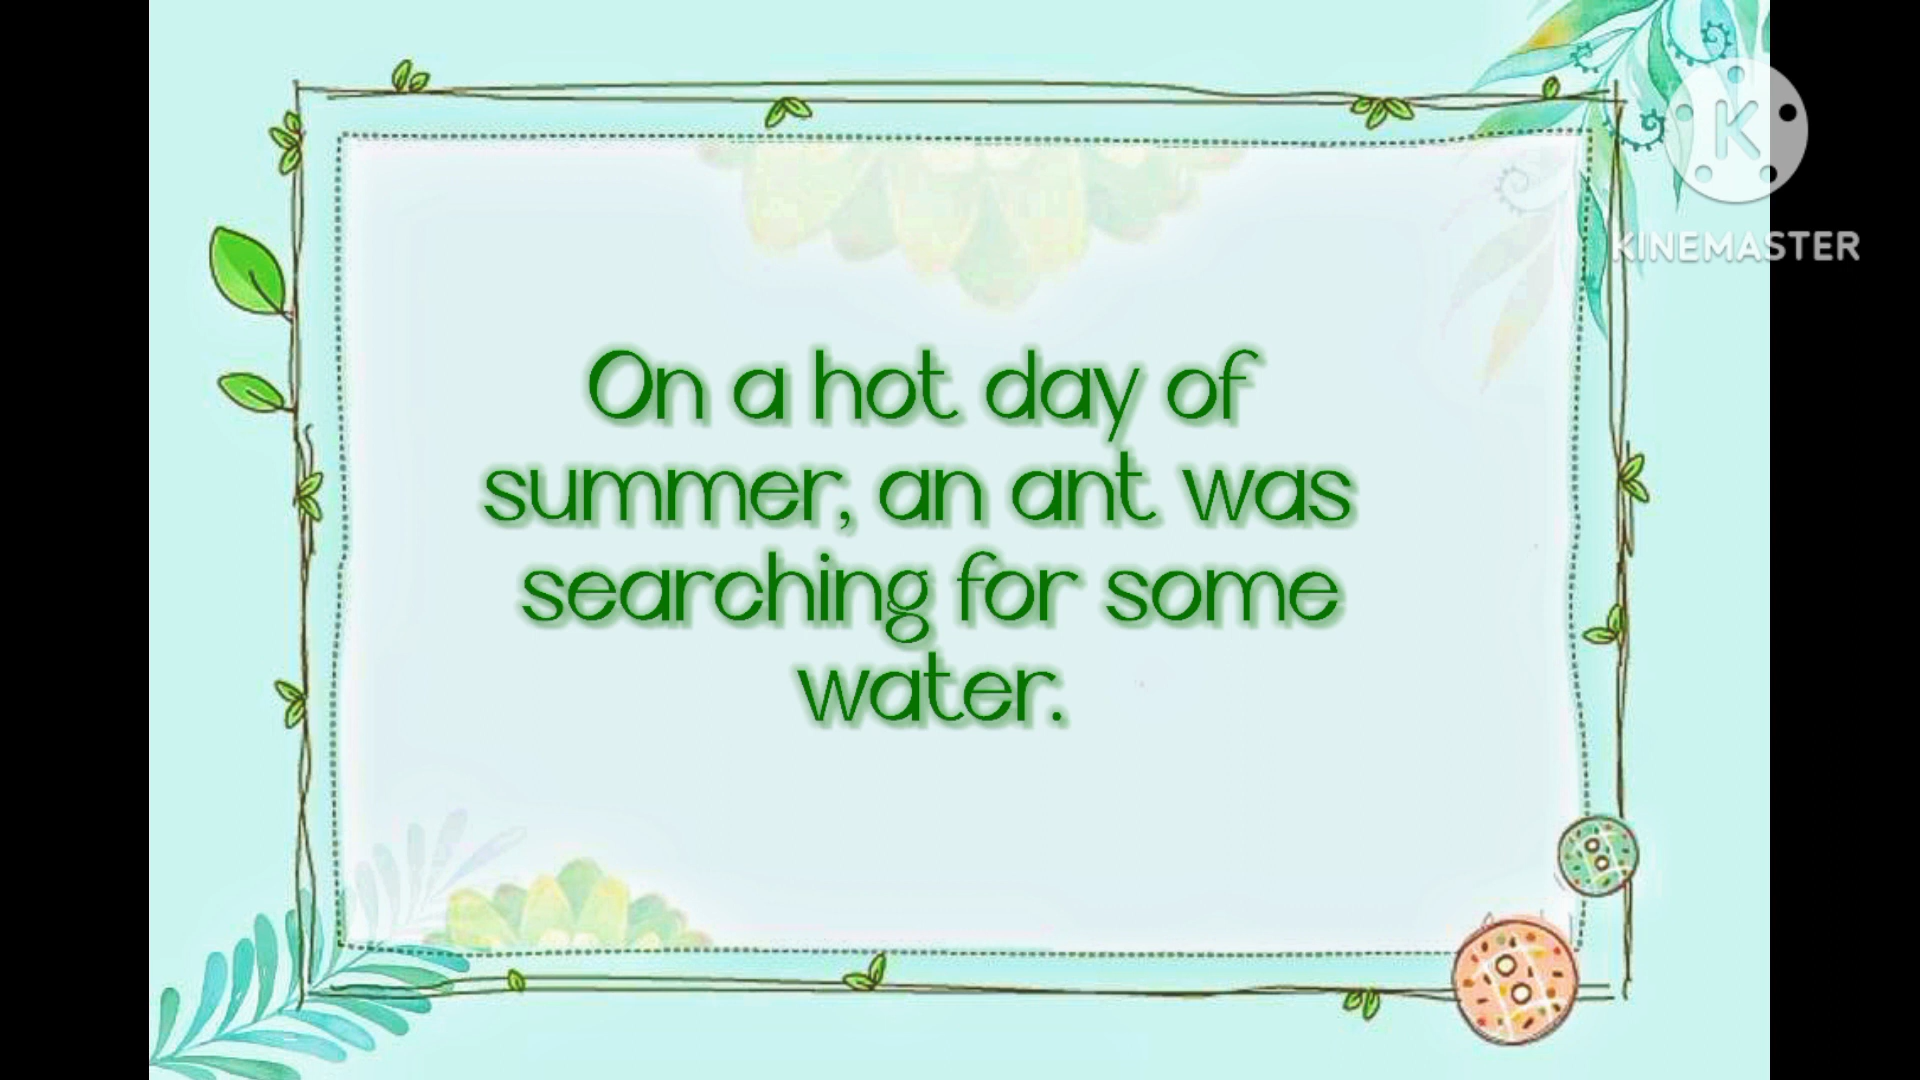 K
KINEMASTER
On a hot day of
summer, an ant was
searching for some
water.